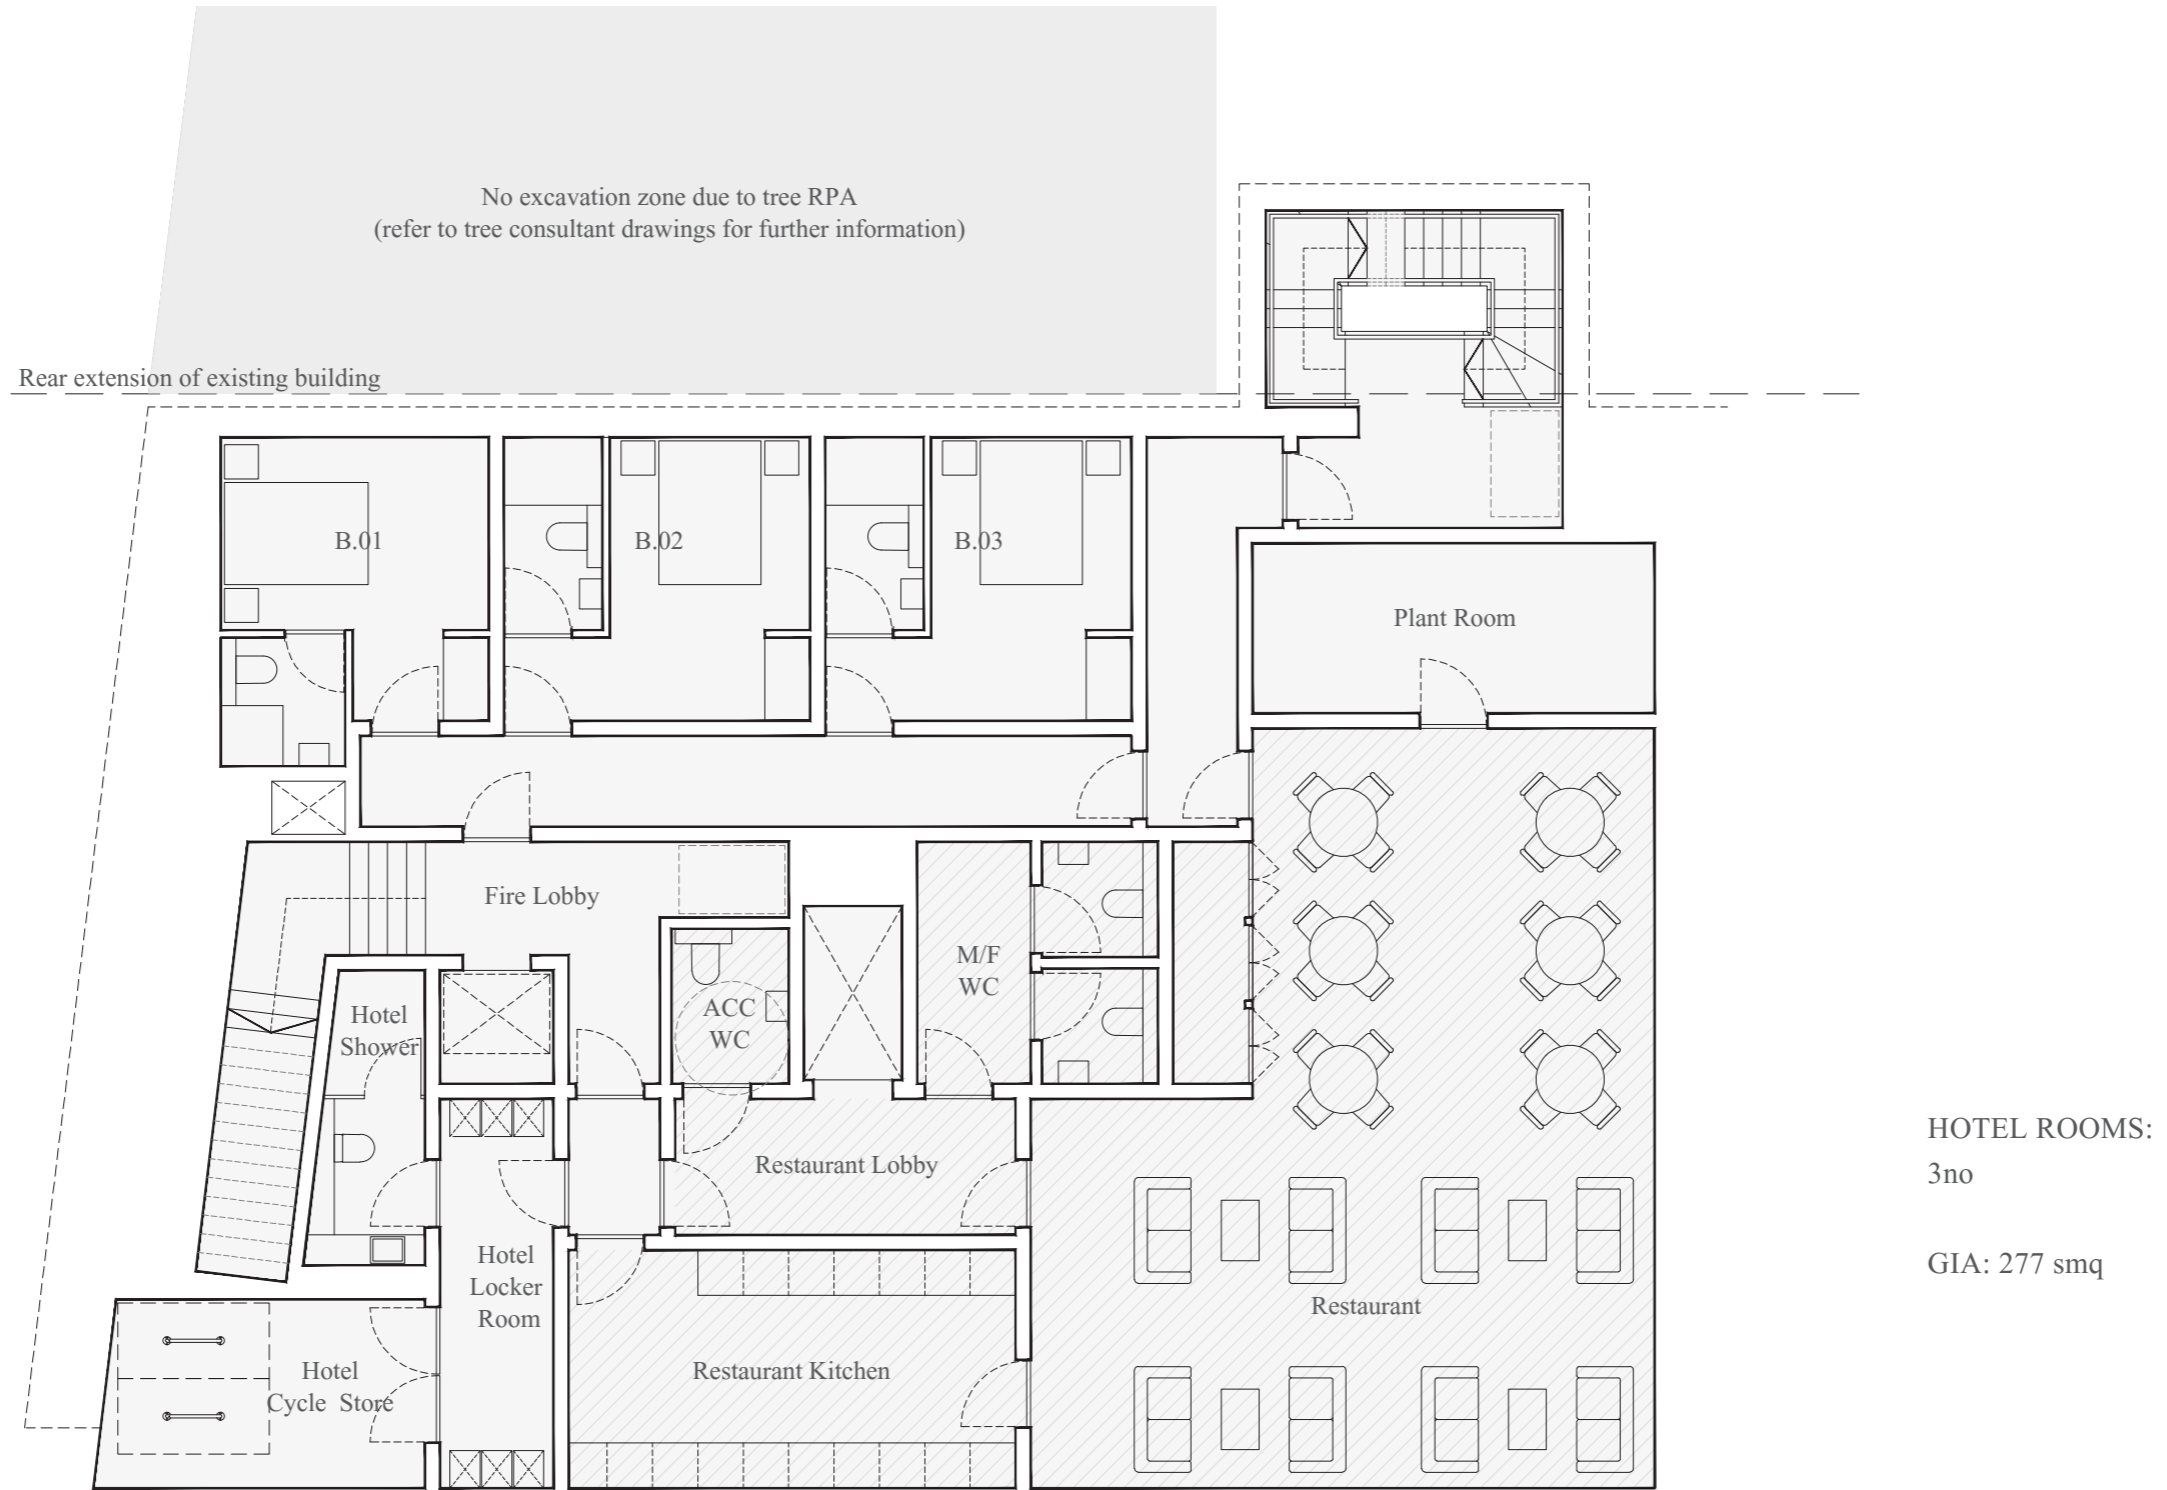 No excavation zone due to tree RPA
(refer to tree consultant drawings for further information)
Rear extension of existing building
B.01
B.02
B.03
Plant Room
Fire Lobby
M/F
WC
Hotel
Shower
ACC
WC
Restaurant Lobby
Hotel
Locker
Room
Restaurant
Restaurant Kitchen
Hotel
Cycle Store
HOTEL ROOMS:
3no
GIA: 277 smq